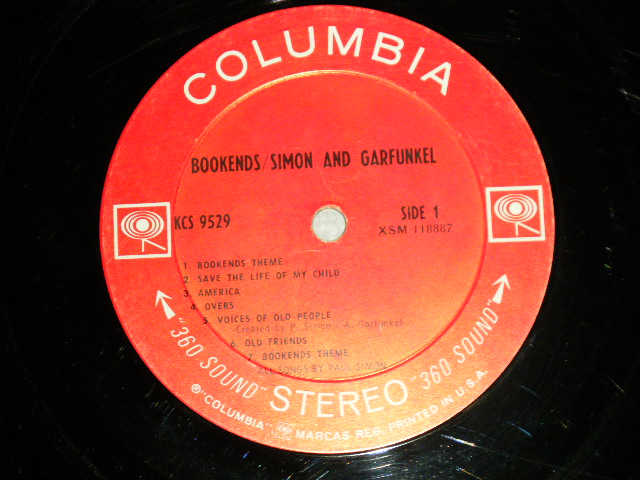 COLUMBIA
BOOKENDS/SIMON AND GARFUNKEL
KCS 9529
SIDE 1
XSM 118887
1. BOOKENDS THEME
2. SAVE THE LIFE OF MY CHILD
3. AMERICA
4. OVERS
5. VOICES OF OLD PEOPLE
-Created by P. Simon - A. Garfunkel-
6. OLD FRIENDS
7. BOOKENDS THEME
ALL SONGS BY PAUL SIMON
"360 SOUND" STEREO "360 SOUND"
℗"COLUMBIA" MARCAS REG. PRINTED IN U.S.A.